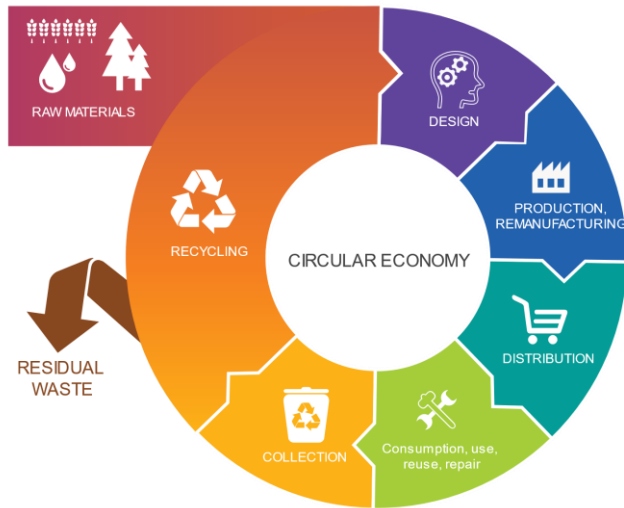 RAW MATERIALS
DESIGN
PRODUCTION,
REMANUFACTURING
RECYCLING
CIRCULAR ECONOMY
DISTRIBUTION
RESIDUAL
WASTE
Consumption, use,
reuse, repair
COLLECTION